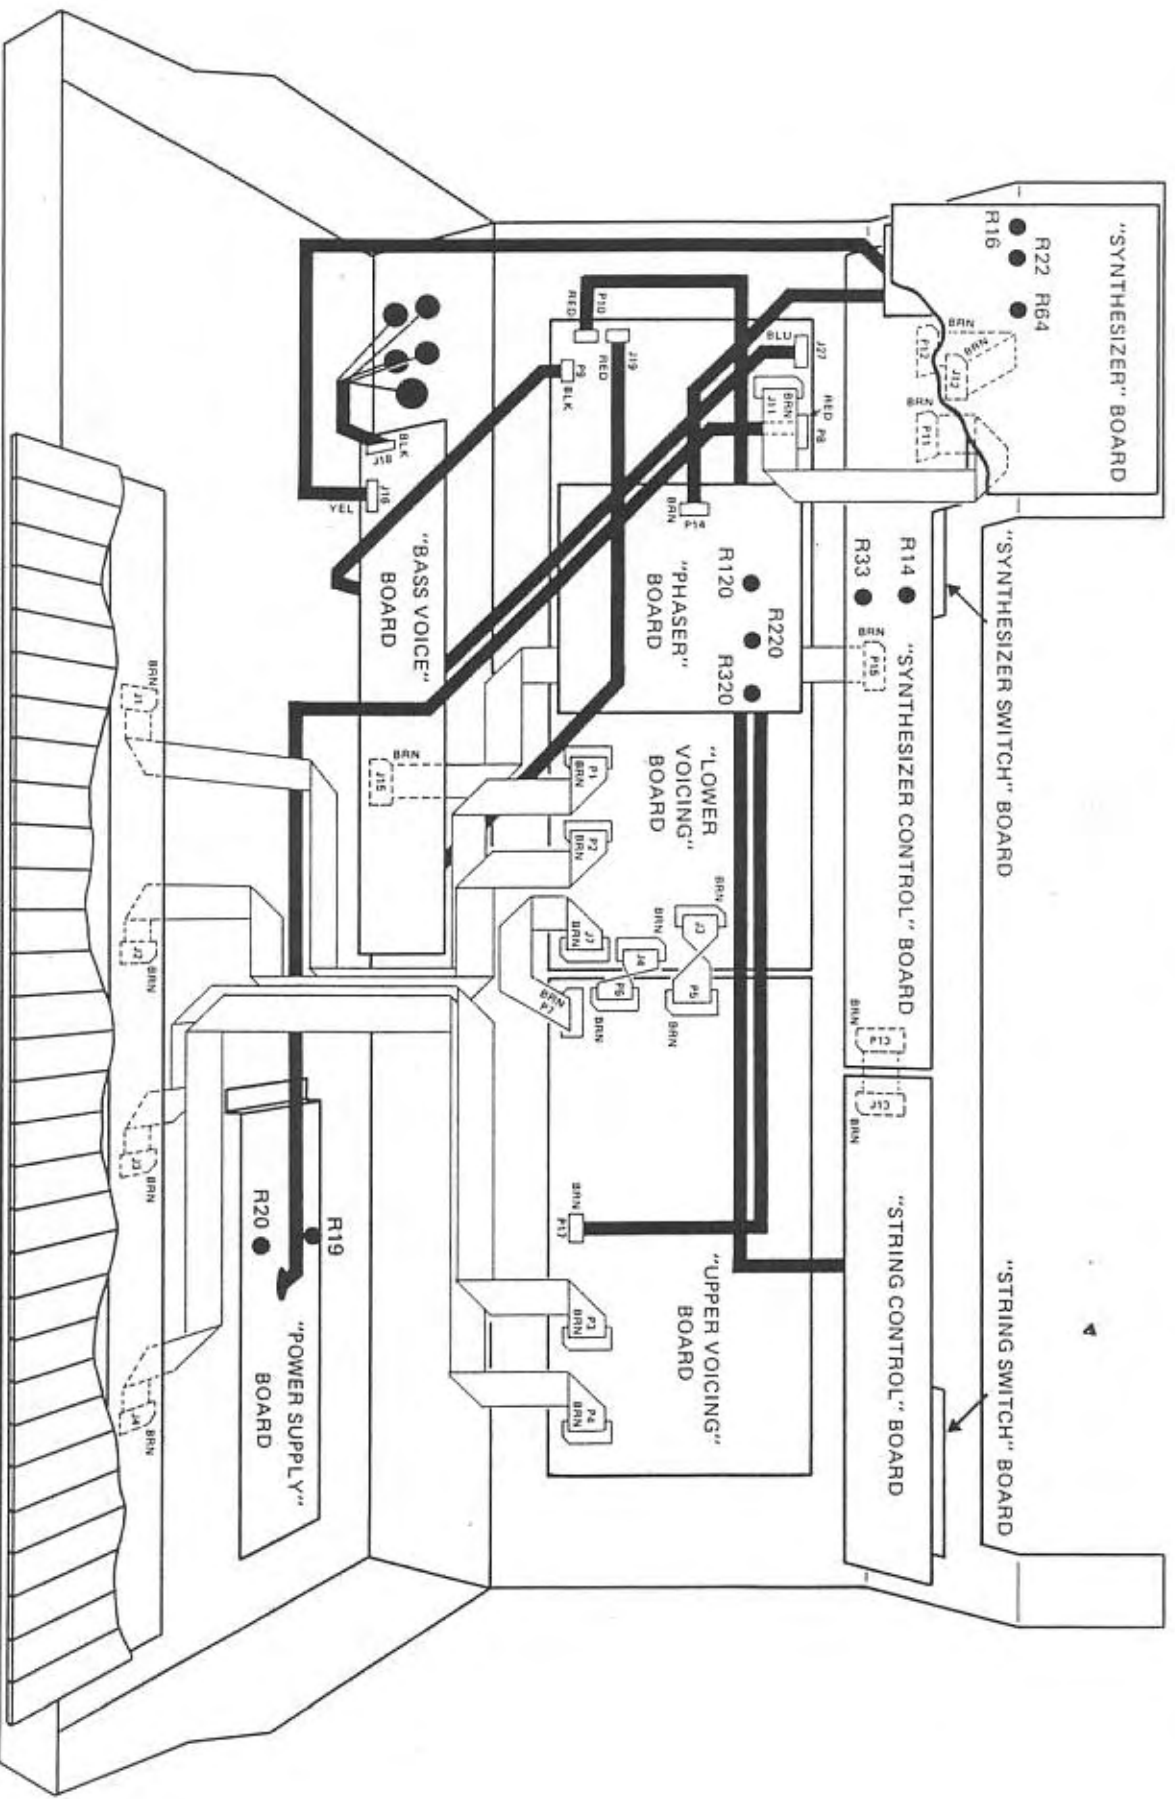 "SYNTHESIZER" BOARD
R16
R22
R64
BRN
P12
BRN
J12
BRN
P11
"SYNTHESIZER SWITCH" BOARD
"STRING SWITCH" BOARD
R14
R33
"SYNTHESIZER CONTROL" BOARD
BRN
P15
BRN
P13
J13
BRN
"STRING CONTROL" BOARD
J27
BLU
RED P8
BRN
J11
P10
RED
J19
RED
P9
BLK
BRN
P14
R120
R220
R320
"PHASER"
BOARD
"LOWER
VOICING"
BOARD
P1
BRN
P2
BRN
BRN
J3
BRN
J4
J7
BRN
P5
BRN
P6
BRN
BRN
P7
"UPPER VOICING"
BOARD
BRN
P17
P3
BRN
P4
BRN
BLK
J18
J16
YEL
"BASS VOICE"
BOARD
BRN
J15
R19
R20
"POWER SUPPLY"
BOARD
BRN
J1
J2
BRN
J3
BRN
J4
BRN